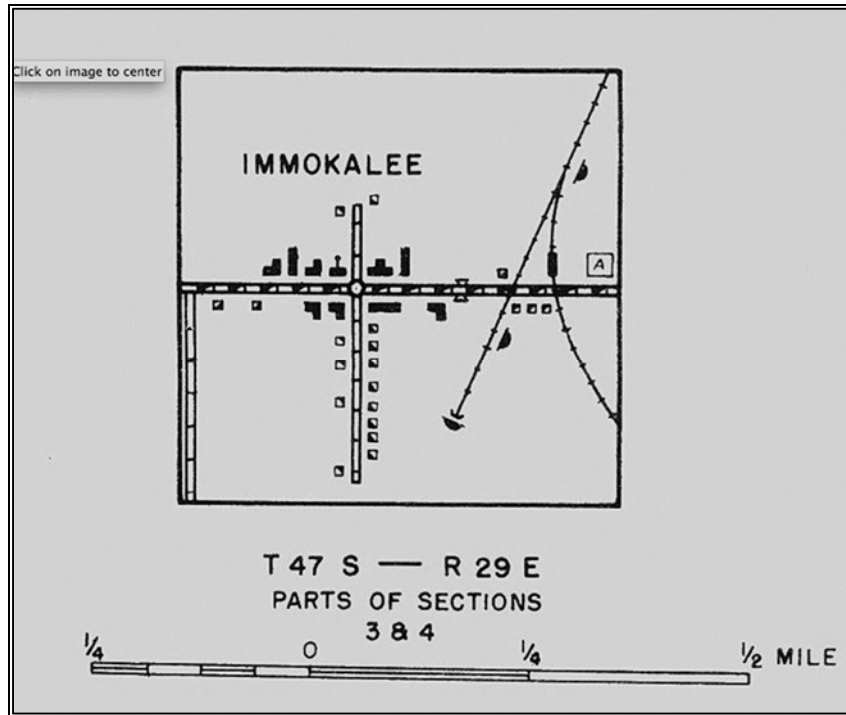 Click on image to center
IMMOKALEE
A
T 47 S — R 29 E
PARTS OF SECTIONS
3 & 4
1/4 0 1/4 1/2 MILE